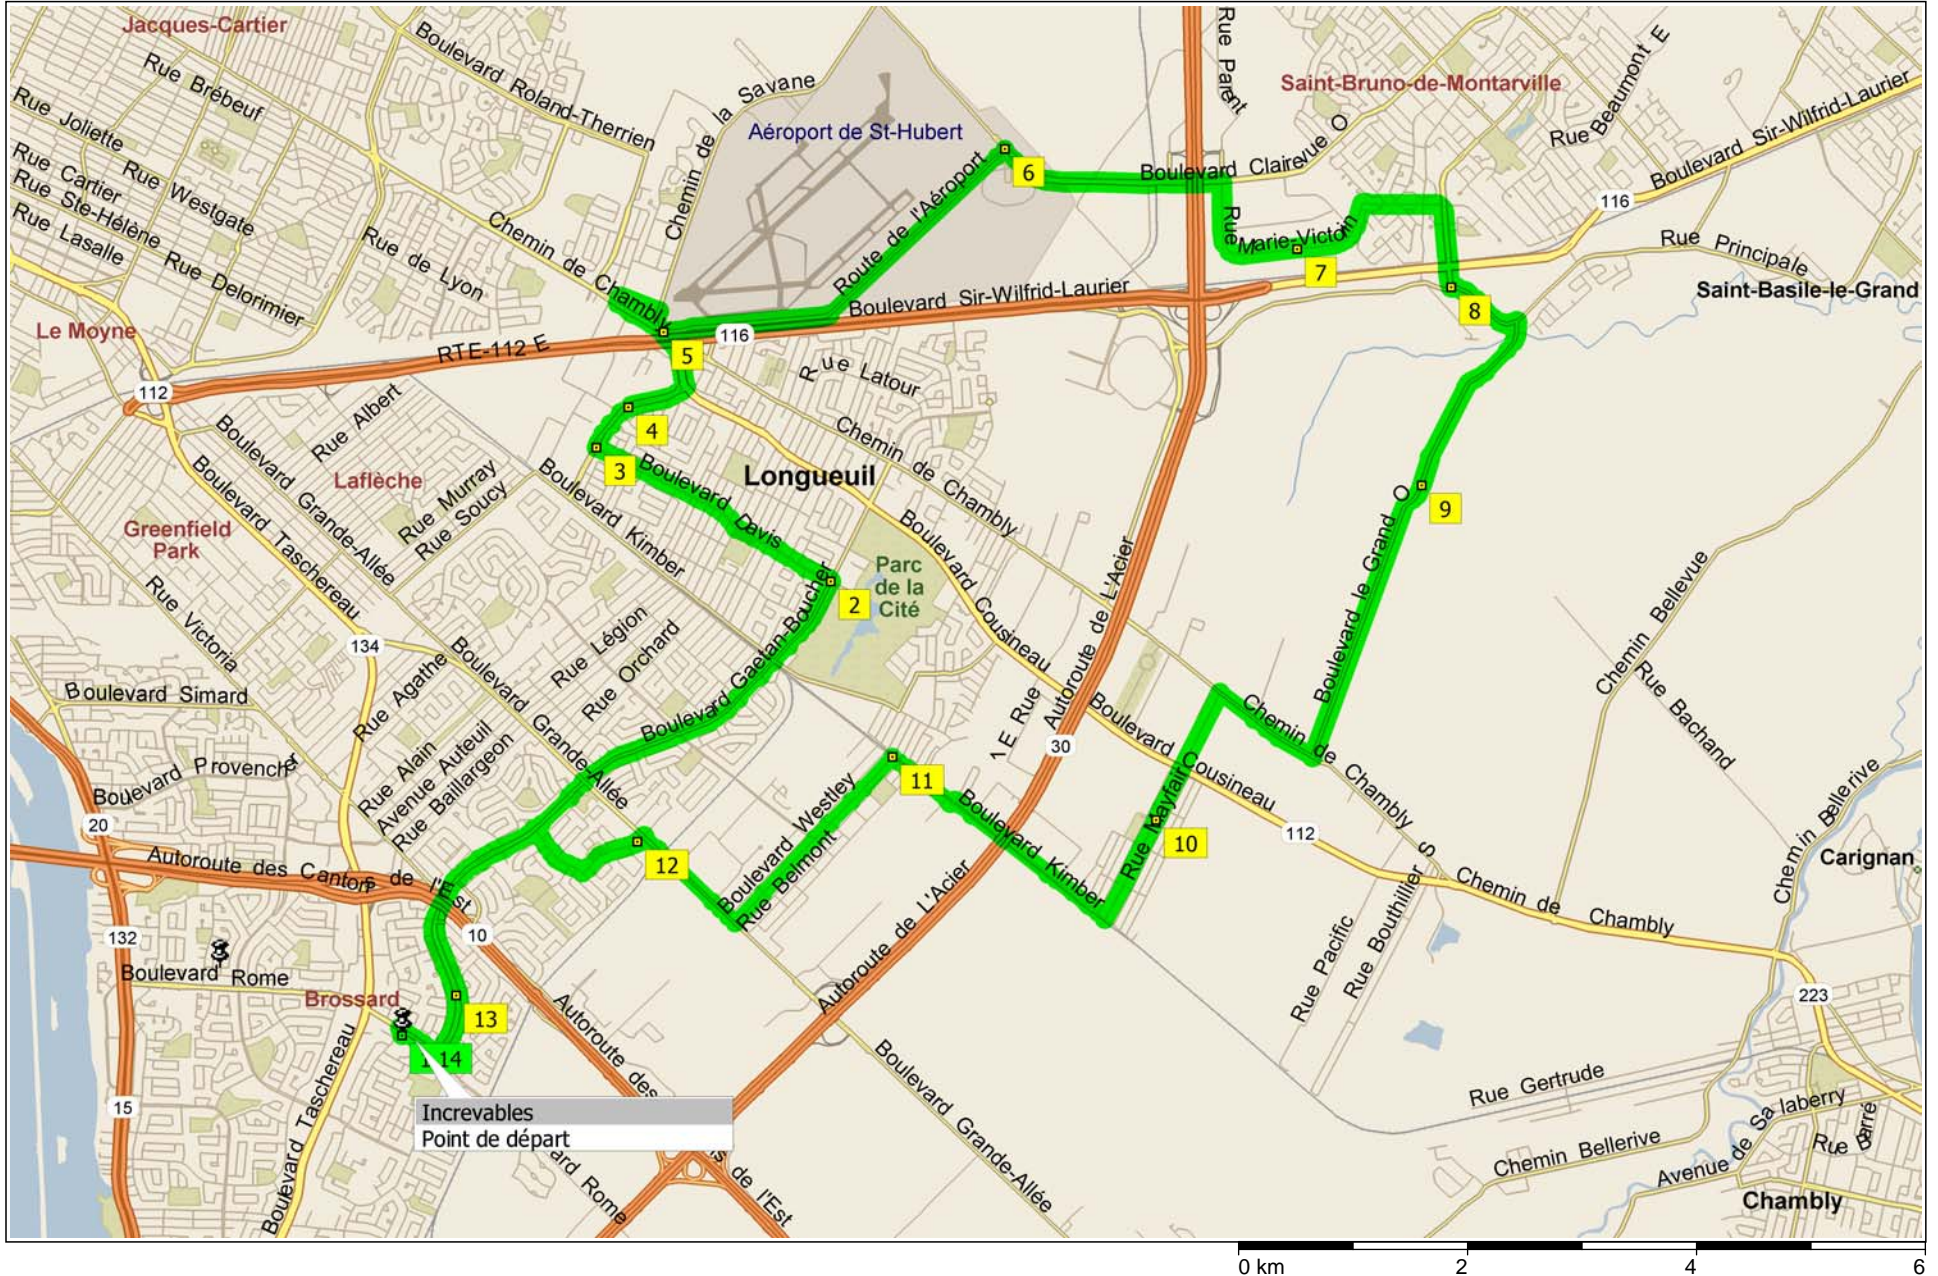 Jacques-Cartier
Boulevard Roland-Therrien
Rue Parent
Saint-Bruno-de-Montarville
Rue Beaumont E
Rue Brébeuf
Chemin de la Savane
Aéroport de St-Hubert
Boulevard Sir-Wilfrid-Laurier
Rue Joliette
Rue Cartier
Rue Westgate
Rue Ste-Hélène
Rue Lasalle
Rue Delorimier
Rue de Lyon
Chemin de Chambly
Route de l'Aéroport
6
Boulevard Clairevue O
Rue Marie-Victorin
7
116
Rue Principale
Saint-Basile-le-Grand
8
Boulevard Sir-Wilfrid-Laurier
Le Moyne
RTE-112 E
116
5
112
Rue Albert
Rue Latour
4
3
Boulevard Davis
Longueuil
Chemin de Chambly
Boulevard Grande-Allée
Laflèche
Rue Murray
Rue Soucy
Boulevard Kimber
Boulevard Taschereau
Greenfield
Park
9
Boulevard le Grand O
Boulevard Cousineau
Parc
de la
Cité
2
Autoroute de L'Acier
Chemin Bellevue
Rue Victoria
134
Rue Légion
Rue Orchard
Boulevard Gaetan-Boucher
Boulevard Simard
Rue Agathe
Boulevard Grande-Allée
Rue Bachand
Rue Alain
Avenue Auteuil
Rue Baillargeon
Boulevard Provencher
30
Boulevard Cousineau
Chemin de Chambly
20
11
Boulevard Westley
Rue Belmont
Boulevard Kimber
Rue Mayfair
10
112
Chemin Bellerive
Carignan
Autoroute des Cantons de l'Est
12
132
10
Autoroute de L'Acier
Rue Pacific
Rue Bouthillier S
Chemin de Chambly
Boulevard Rome
Brossard
13
223
14
Autoroute des
Boulevard Grande-Allée
15
Boulevard Taschereau
Increvables
Point de départ
Rue Gertrude
Avenue de Salaberry
Rue Barré
Chemin Bellerive
ard Rome
s de l'Est
Chambly
0 km
2
4
6